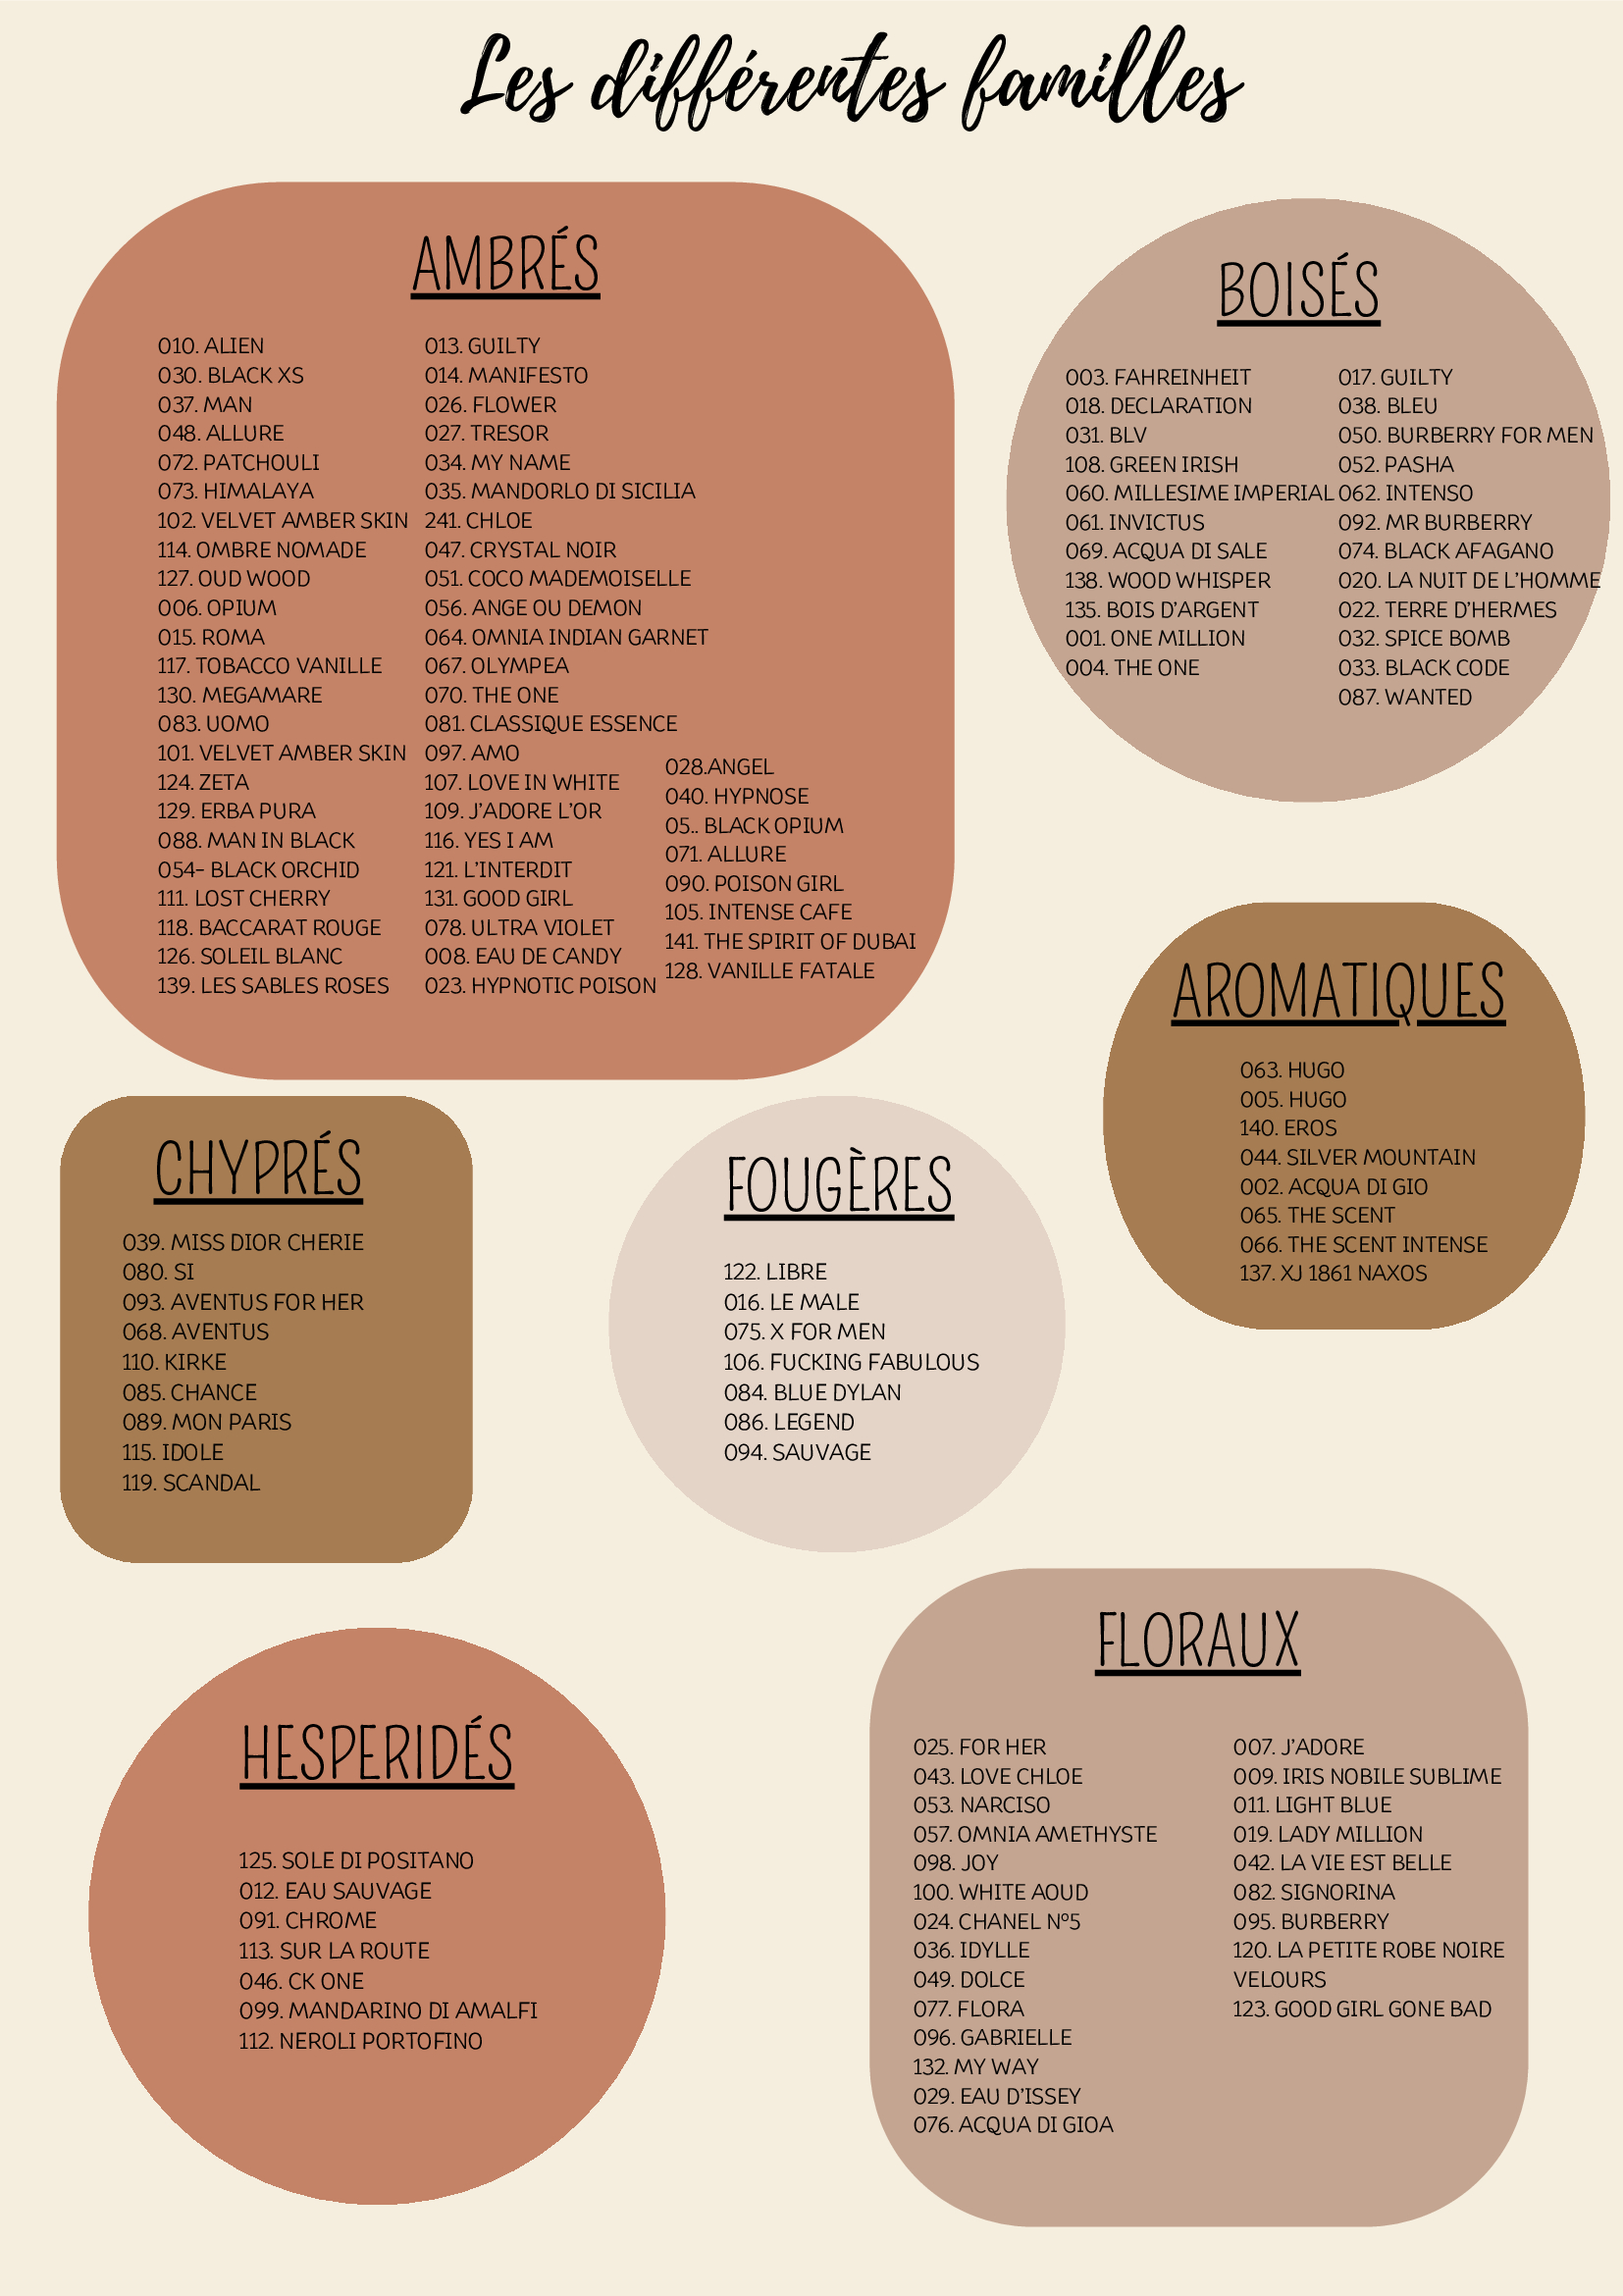 Les différentes familles
AMBRÉS
010. ALIEN
030. BLACK XS
037. MAN
048. ALLURE
072. PATCHOULI
073. HIMALAYA
102. VELVET AMBER SKIN
114. OMBRE NOMADE
127. OUD WOOD
006. OPIUM
015. ROMA
117. TOBACCO VANILLE
130. MEGAMARE
083. UOMO
101. VELVET AMBER SKIN
124. ZETA
129. ERBA PURA
088. MAN IN BLACK
054- BLACK ORCHID
111. LOST CHERRY
118. BACCARAT ROUGE
126. SOLEIL BLANC
139. LES SABLES ROSES
013. GUILTY
014. MANIFESTO
026. FLOWER
027. TRESOR
034. MY NAME
035. MANDORLO DI SICILIA
241. CHLOE
047. CRYSTAL NOIR
051. COCO MADEMOISELLE
056. ANGE OU DEMON
064. OMNIA INDIAN GARNET
067. OLYMPEA
070. THE ONE
081. CLASSIQUE ESSENCE
097. AMO
107. LOVE IN WHITE
109. J'ADORE L'OR
116. YES I AM
121. L'INTERDIT
131. GOOD GIRL
078. ULTRA VIOLET
008. EAU DE CANDY
023. HYPNOTIC POISON
028.ANGEL
040. HYPNOSE
05.. BLACK OPIUM
071. ALLURE
090. POISON GIRL
105. INTENSE CAFE
141. THE SPIRIT OF DUBAI
128. VANILLE FATALE
BOISÉS
003. FAHREINHEIT
018. DECLARATION
031. BLV
108. GREEN IRISH
060. MILLESIME IMPERIAL
061. INVICTUS
069. ACQUA DI SALE
138. WOOD WHISPER
135. BOIS D'ARGENT
001. ONE MILLION
004. THE ONE
017. GUILTY
038. BLEU
050. BURBERRY FOR MEN
052. PASHA
062. INTENSO
092. MR BURBERRY
074. BLACK AFAGANO
020. LA NUIT DE L'HOMME
022. TERRE D'HERMES
032. SPICE BOMB
033. BLACK CODE
087. WANTED
AROMATIQUES
063. HUGO
005. HUGO
140. EROS
044. SILVER MOUNTAIN
002. ACQUA DI GIO
065. THE SCENT
066. THE SCENT INTENSE
137. XJ 1861 NAXOS
CHYPRÉS
039. MISS DIOR CHERIE
080. SI
093. AVENTUS FOR HER
068. AVENTUS
110. KIRKE
085. CHANCE
089. MON PARIS
115. IDOLE
119. SCANDAL
FOUGÈRES
122. LIBRE
016. LE MALE
075. X FOR MEN
106. FUCKING FABULOUS
084. BLUE DYLAN
086. LEGEND
094. SAUVAGE
HESPERIDÉS
125. SOLE DI POSITANO
012. EAU SAUVAGE
091. CHROME
113. SUR LA ROUTE
046. CK ONE
099. MANDARINO DI AMALFI
112. NEROLI PORTOFINO
FLORAUX
025. FOR HER
043. LOVE CHLOE
053. NARCISO
057. OMNIA AMETHYSTE
098. JOY
100. WHITE AOUD
024. CHANEL Nº5
036. IDYLLE
049. DOLCE
077. FLORA
096. GABRIELLE
132. MY WAY
029. EAU D'ISSEY
076. ACQUA DI GIOA
007. J'ADORE
009. IRIS NOBILE SUBLIME
011. LIGHT BLUE
019. LADY MILLION
042. LA VIE EST BELLE
082. SIGNORINA
095. BURBERRY
120. LA PETITE ROBE NOIRE
VELOURS
123. GOOD GIRL GONE BAD